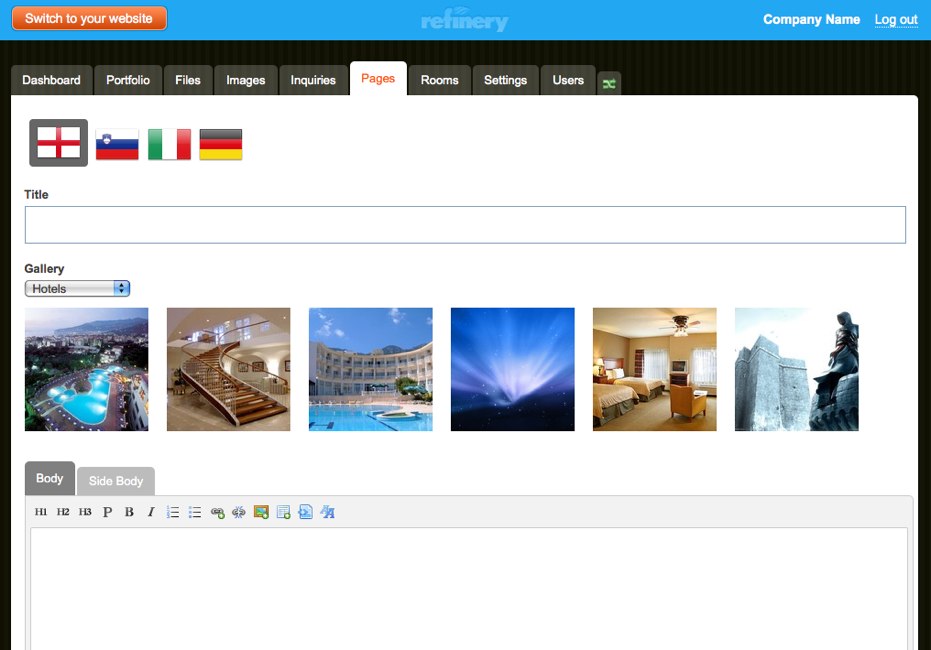 Switch to your website
refinery
Company Name Log out
Dashboard Portfolio Files Images Inquiries Pages Rooms Settings Users
Title
Gallery
Hotels
Body Side Body
H1 H2 H3 P B I